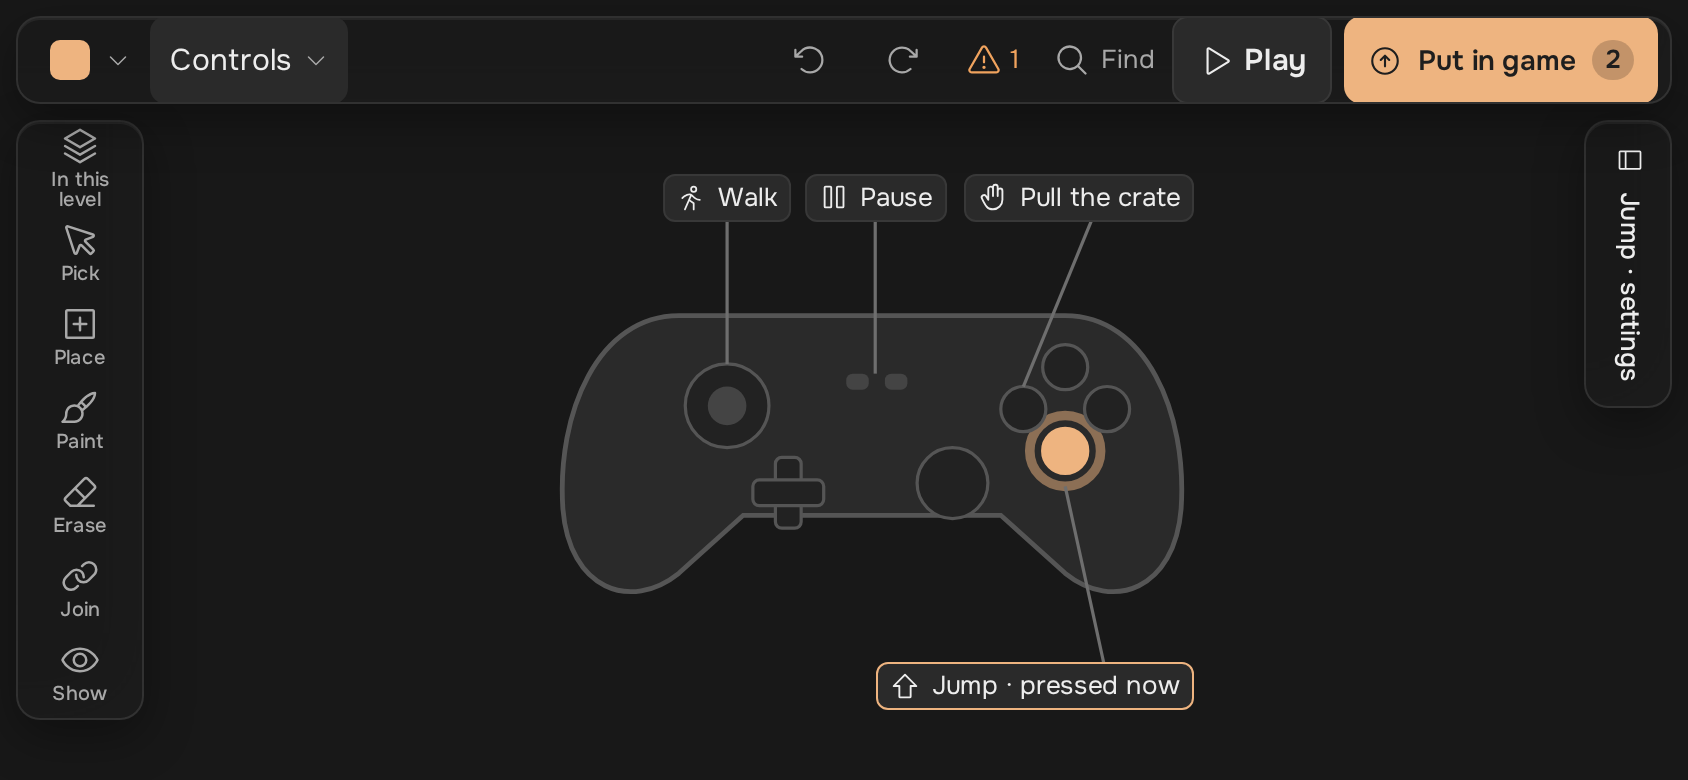 Controls
1
Find
Play
Put in game
2
In this
level
Pick
Place
Paint
Erase
Join
Show
Walk
Pause
Pull the crate
Jump · pressed now
Jump · settings